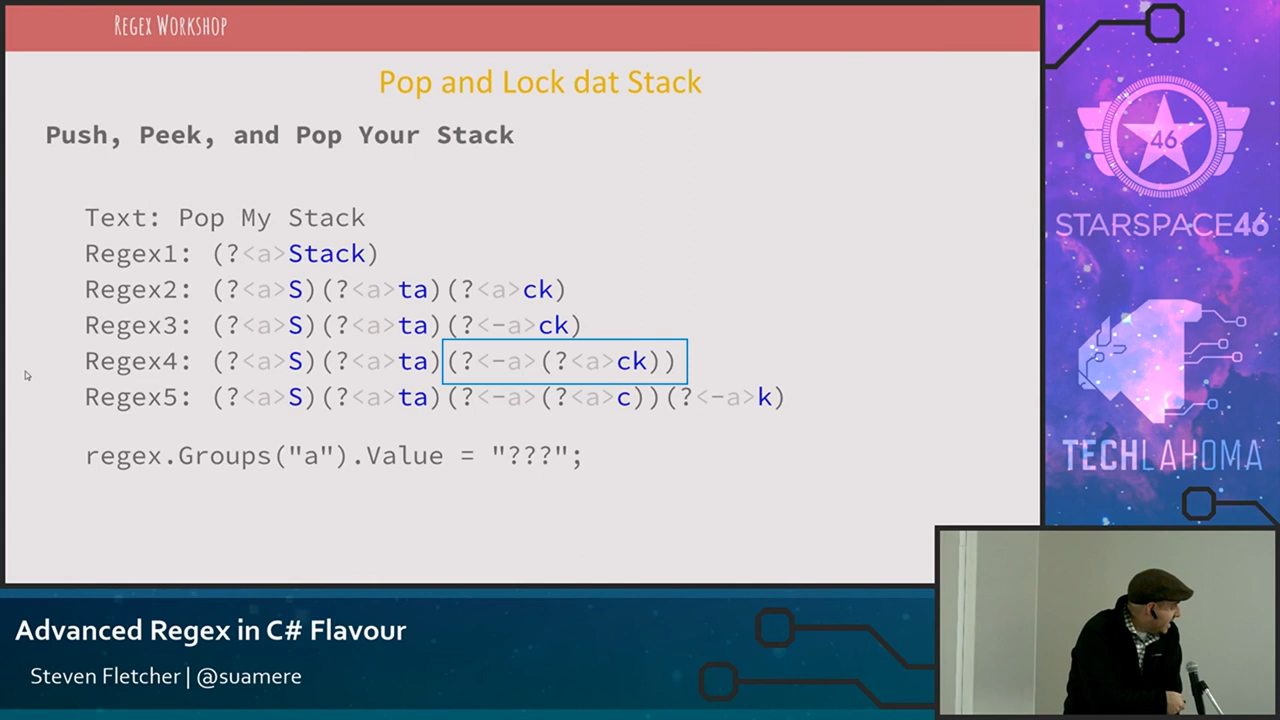 Regex Workshop
Pop and Lock dat Stack
Push, Peek, and Pop Your Stack
Text: Pop My Stack
Regex1: (?<a>Stack)
Regex2: (?<a>S)(?<a>ta)(?<a>ck)
Regex3: (?<a>S)(?<a>ta)(?<-a>ck)
Regex4: (?<a>S)(?<a>ta)(?<-a>(?<a>ck))
Regex5: (?<a>S)(?<a>ta)(?<-a>(?<a>c))(?<-a>k)
regex.Groups("a").Value = "???";
46
STARSPACE46
TECHLAHOMA
Advanced Regex in C# Flavour
Steven Fletcher | @suamere